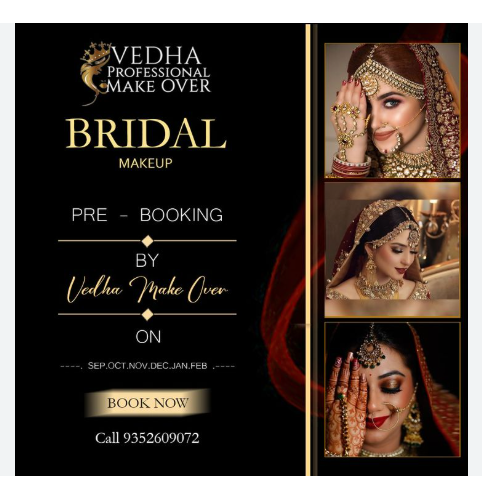 VEDHA
PROFESSIONAL
MAKE OVER
BRIDAL
MAKEUP
PRE - BOOKING
BY
Vedha Make Over
ON
----, SEP,OCT,NOV,DEC,JAN,FEB ,----
BOOK NOW
Call 9352609072